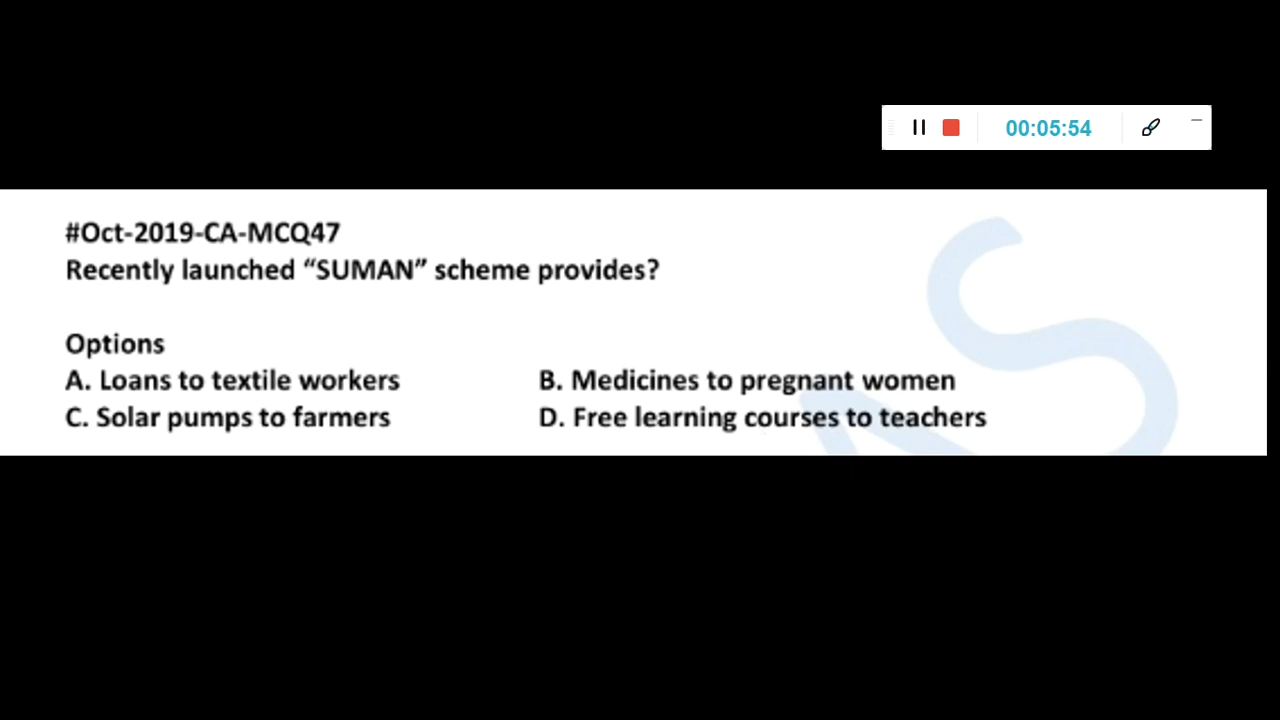 00:05:54
#Oct-2019-CA-MCQ47
Recently launched “SUMAN” scheme provides?
Options
A. Loans to textile workers B. Medicines to pregnant women
C. Solar pumps to farmers D. Free learning courses to teachers